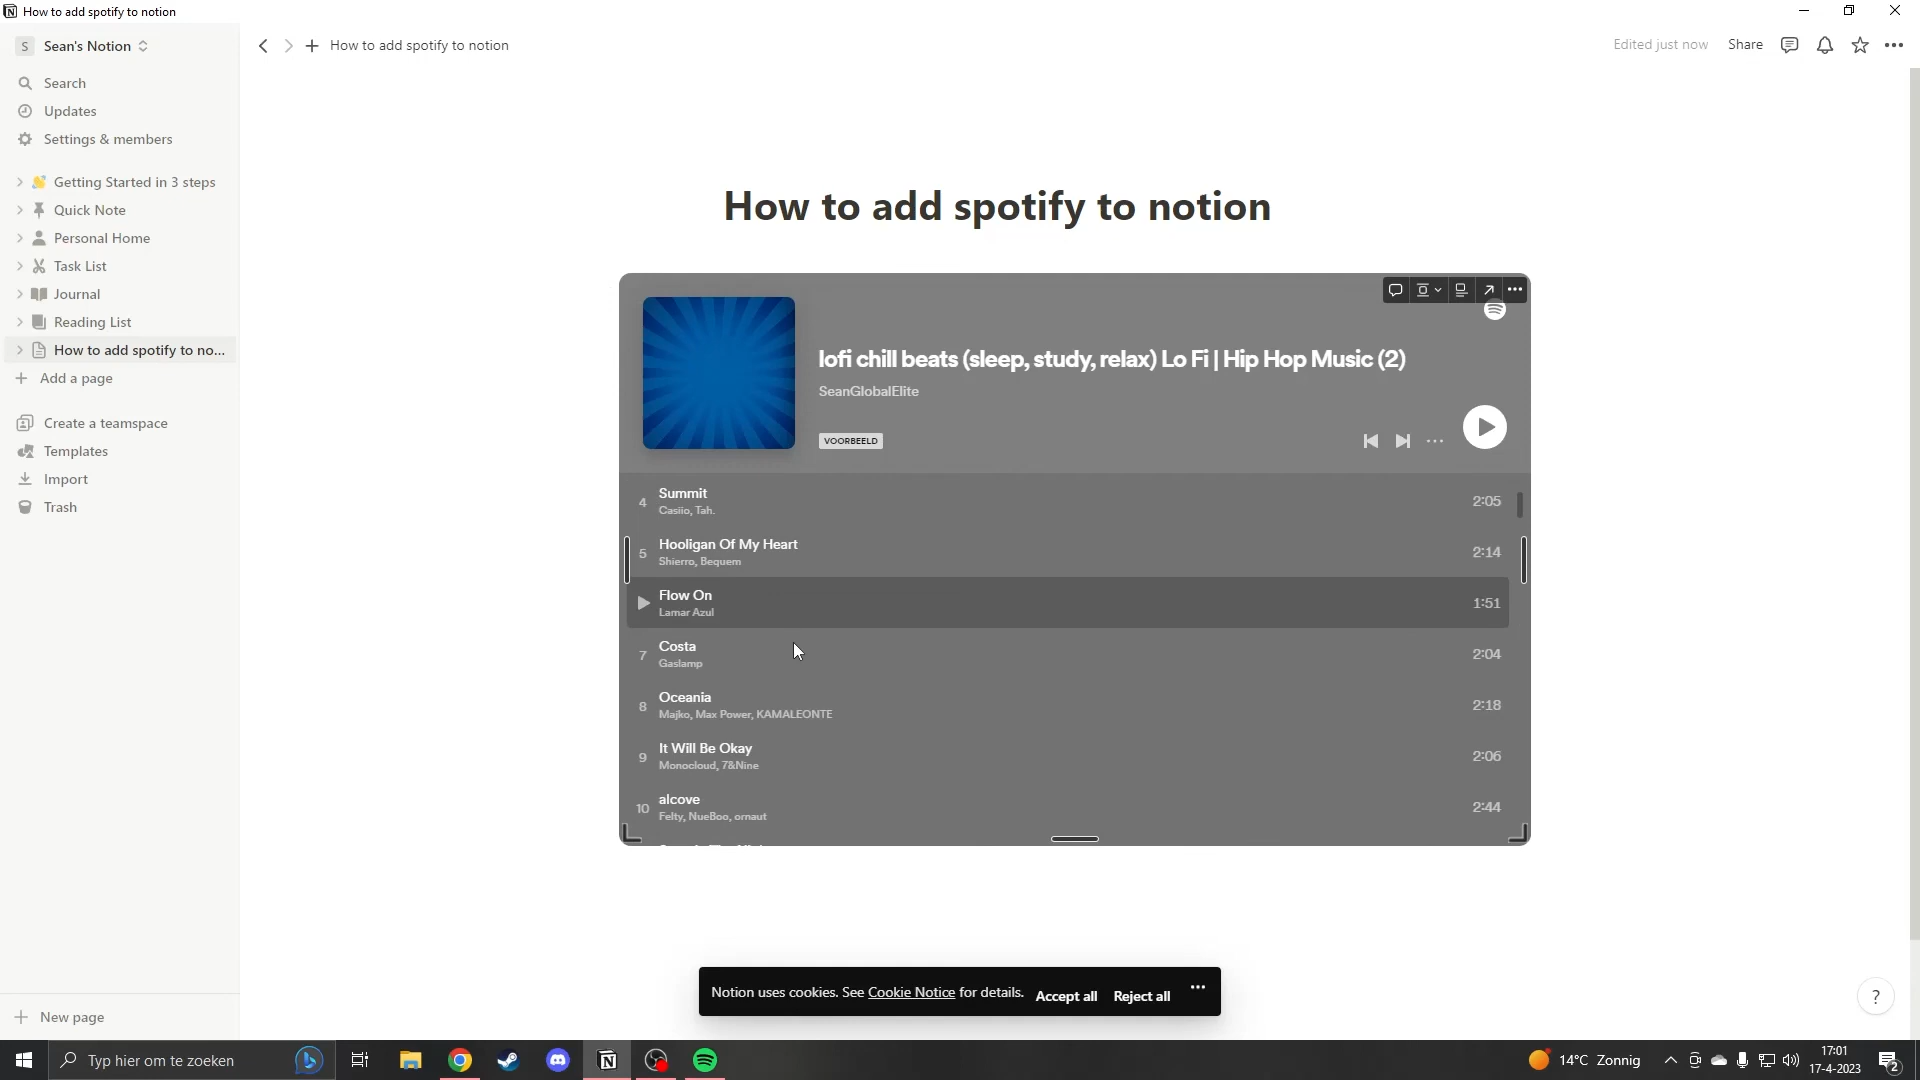 How to add spotify to notion
S Sean's Notion
How to add spotify to notion
Edited just now
Share
Search
Updates
Settings & members
Getting Started in 3 steps
Quick Note
Personal Home
Task List
Journal
Reading List
How to add spotify to no...
Add a page
Create a teamspace
Templates
Import
Trash
New page
How to add spotify to notion
lofi chill beats (sleep, study, relax) Lo Fi | Hip Hop Music (2)
SeanGlobalElite
VOORBEELD
4 Summit 2:05
Casiio, Tah.
5 Hooligan Of My Heart 2:14
Shierro, Bequem
Flow On 1:51
Lamar Azul
7 Costa 2:04
Gaslamp
8 Oceania 2:18
Majko, Max Power, KAMALEONTE
9 It Will Be Okay 2:06
Monocloud, 7&Nine
10 alcove 2:44
Felty, NueBoo, ornaut
Notion uses cookies. See Cookie Notice for details. Accept all Reject all
?
Typ hier om te zoeken
14°C Zonnig
17:01
17-4-2023
2